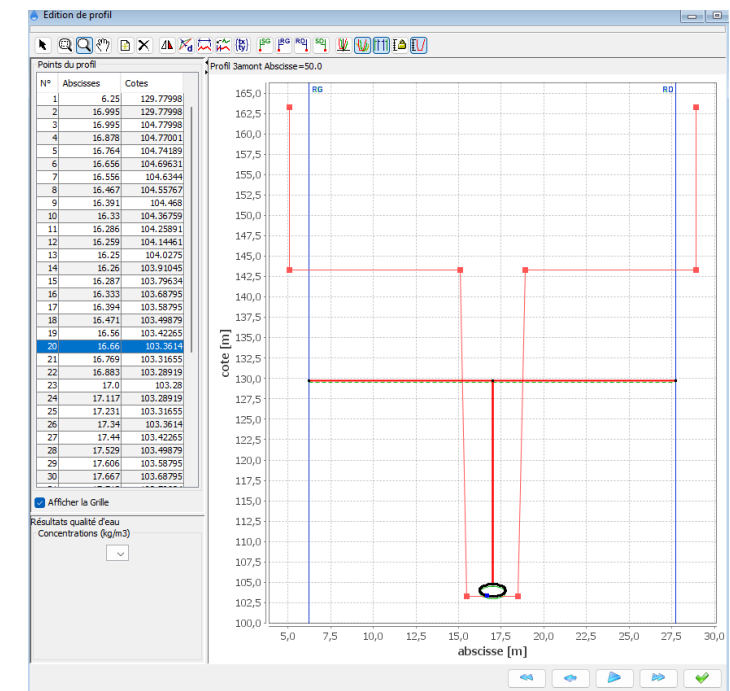 Edition de profil
SG RG RD SD
Points du profil
N° Abscisses Cotes
1 6.25 129.77998
2 16.995 129.77998
3 16.995 104.77998
4 16.878 104.77001
5 16.764 104.74189
6 16.656 104.69631
7 16.556 104.6344
8 16.467 104.55767
9 16.391 104.468
10 16.33 104.36759
11 16.286 104.25891
12 16.259 104.14461
13 16.25 104.0275
14 16.26 103.91045
15 16.287 103.79634
16 16.333 103.68795
17 16.394 103.58795
18 16.471 103.49879
19 16.56 103.42265
20 16.66 103.3614
21 16.769 103.31655
22 16.883 103.28919
23 17.0 103.28
24 17.117 103.28919
25 17.231 103.31655
26 17.34 103.3614
27 17.44 103.42265
28 17.529 103.49879
29 17.606 103.58795
30 17.667 103.68795
Afficher la Grille
Résultats qualité d'eau
Concentrations (kg/m3)
Profil 3amont Abscisse=50.0
RG RD
165,0
162,5
160,0
157,5
155,0
152,5
150,0
147,5
145,0
142,5
140,0
137,5
135,0
132,5
130,0
127,5
125,0
122,5
120,0
117,5
115,0
112,5
110,0
107,5
105,0
102,5
100,0
cote [m]
5,0 7,5 10,0 12,5 15,0 17,5 20,0 22,5 25,0 27,5 30,0
abscisse [m]